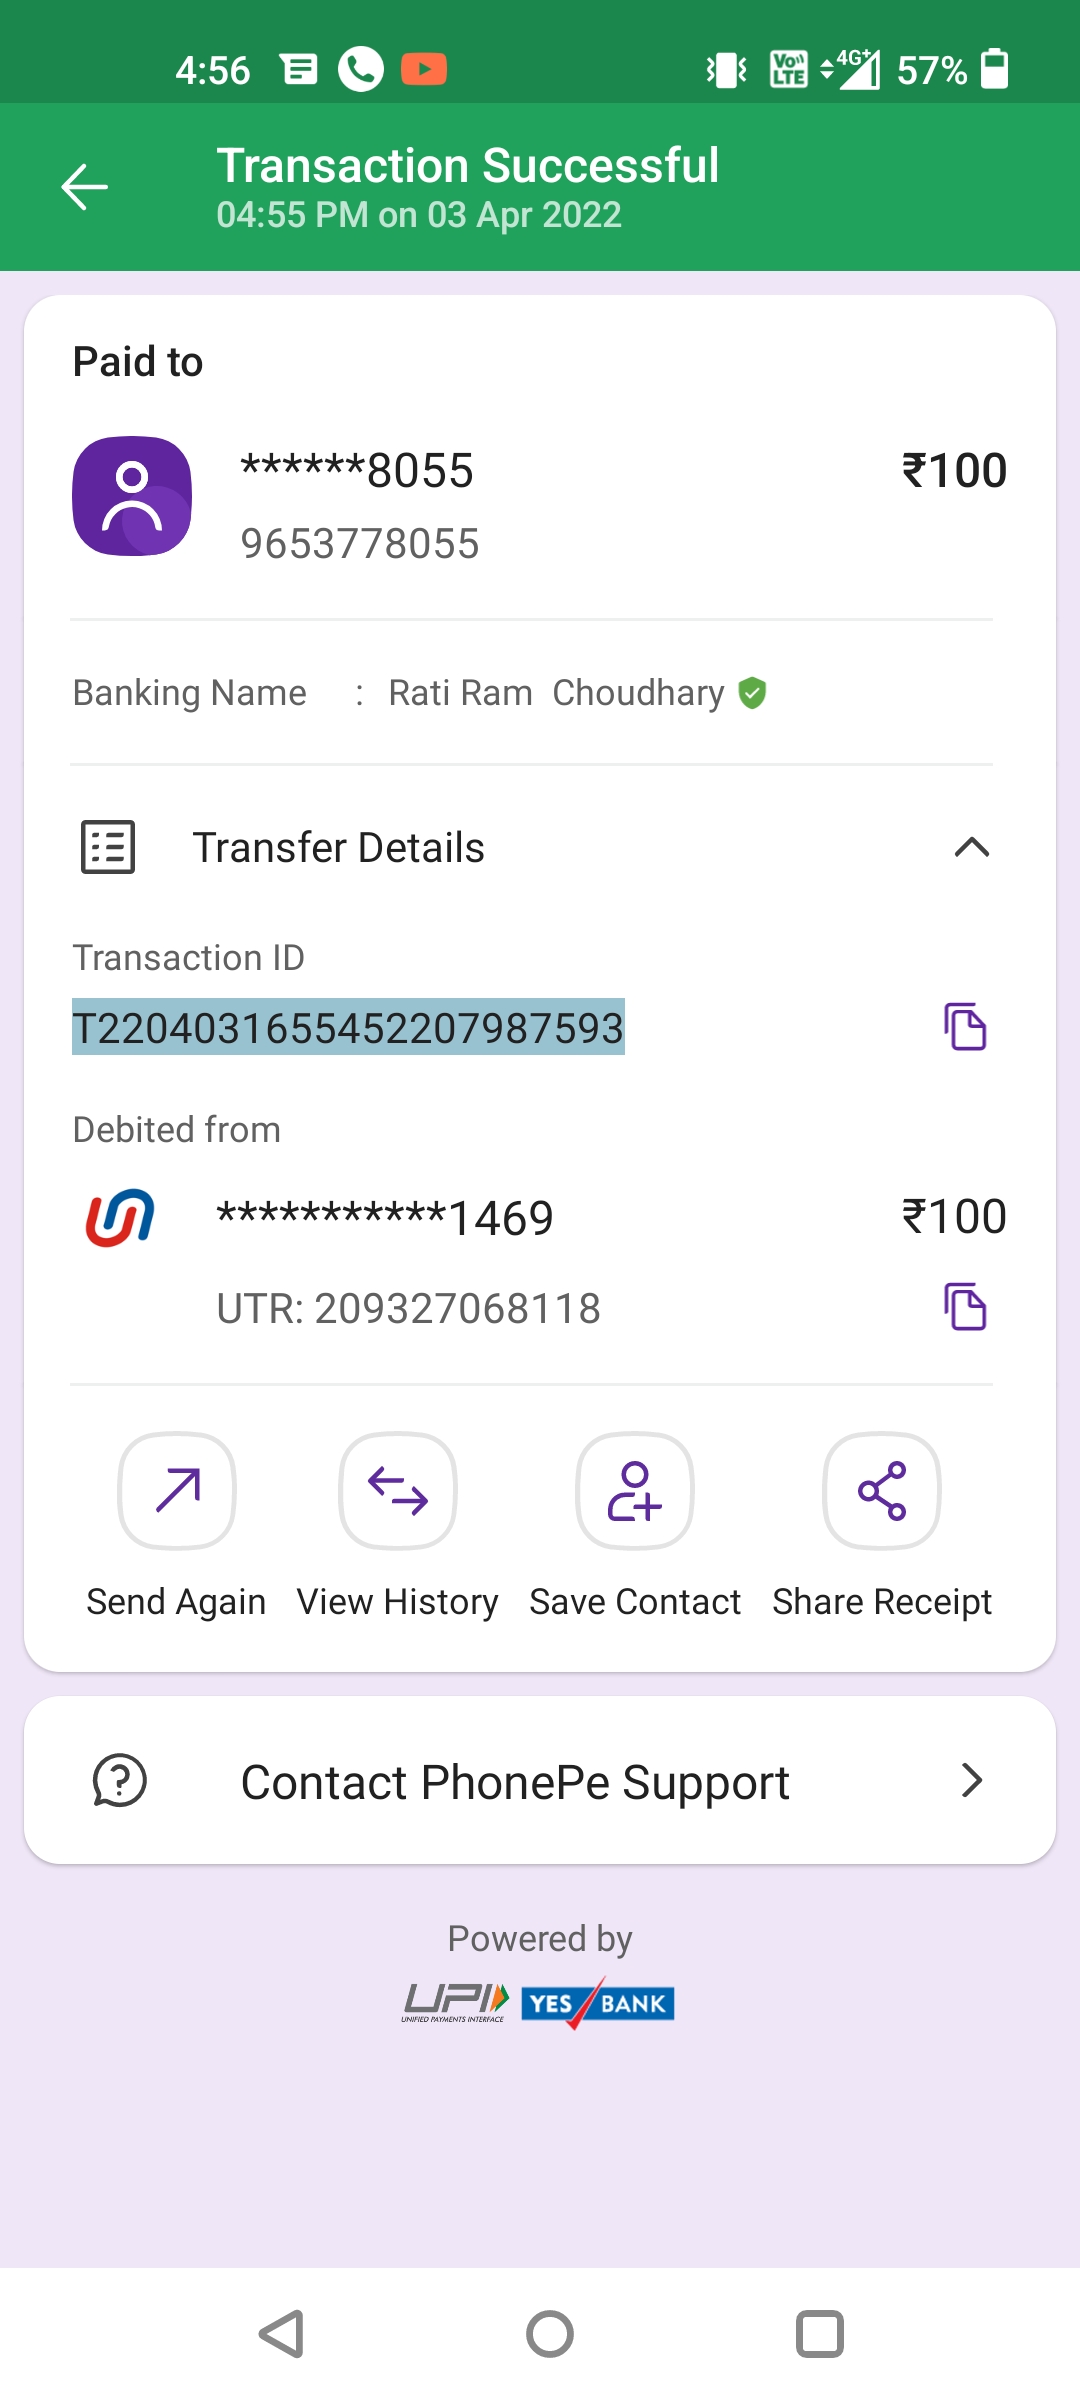 4:56 Vo)) LTE 4G+ 57%
Transaction Successful
04:55 PM on 03 Apr 2022
Paid to
******8055 ₹100
9653778055
Banking Name : Rati Ram  Choudhary
Transfer Details
Transaction ID
T2204031655452207987593
Debited from
***********1469 ₹100
UTR: 209327068118
Send Again View History Save Contact Share Receipt
Contact PhonePe Support
Powered by
UPI YES BANK
UNIFIED PAYMENTS INTERFACE